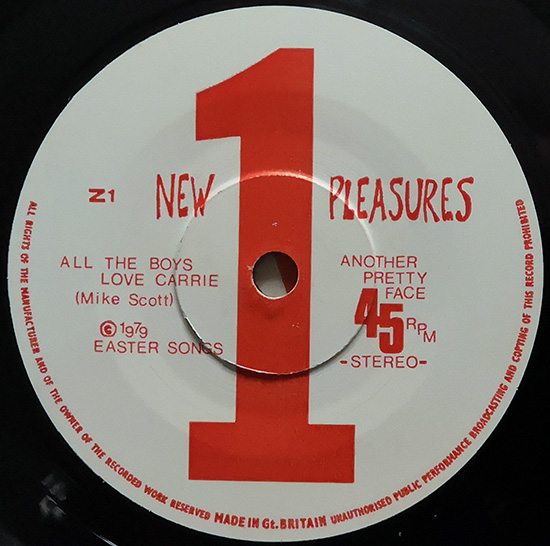 1
Z1
NEW PLEASURES
ALL THE BOYS
LOVE CARRIE
(Mike Scott)
© 1979
EASTER SONGS
ANOTHER
PRETTY
FACE
45 RPM
-STEREO-
ALL RIGHTS OF THE MANUFACTURER AND OF THE OWNER OF THE RECORDED WORK RESERVED MADE IN Gt. BRITAIN UNAUTHORISED PUBLIC PERFORMANCE BROADCASTING AND COPYING OF THIS RECORD PROHIBITED